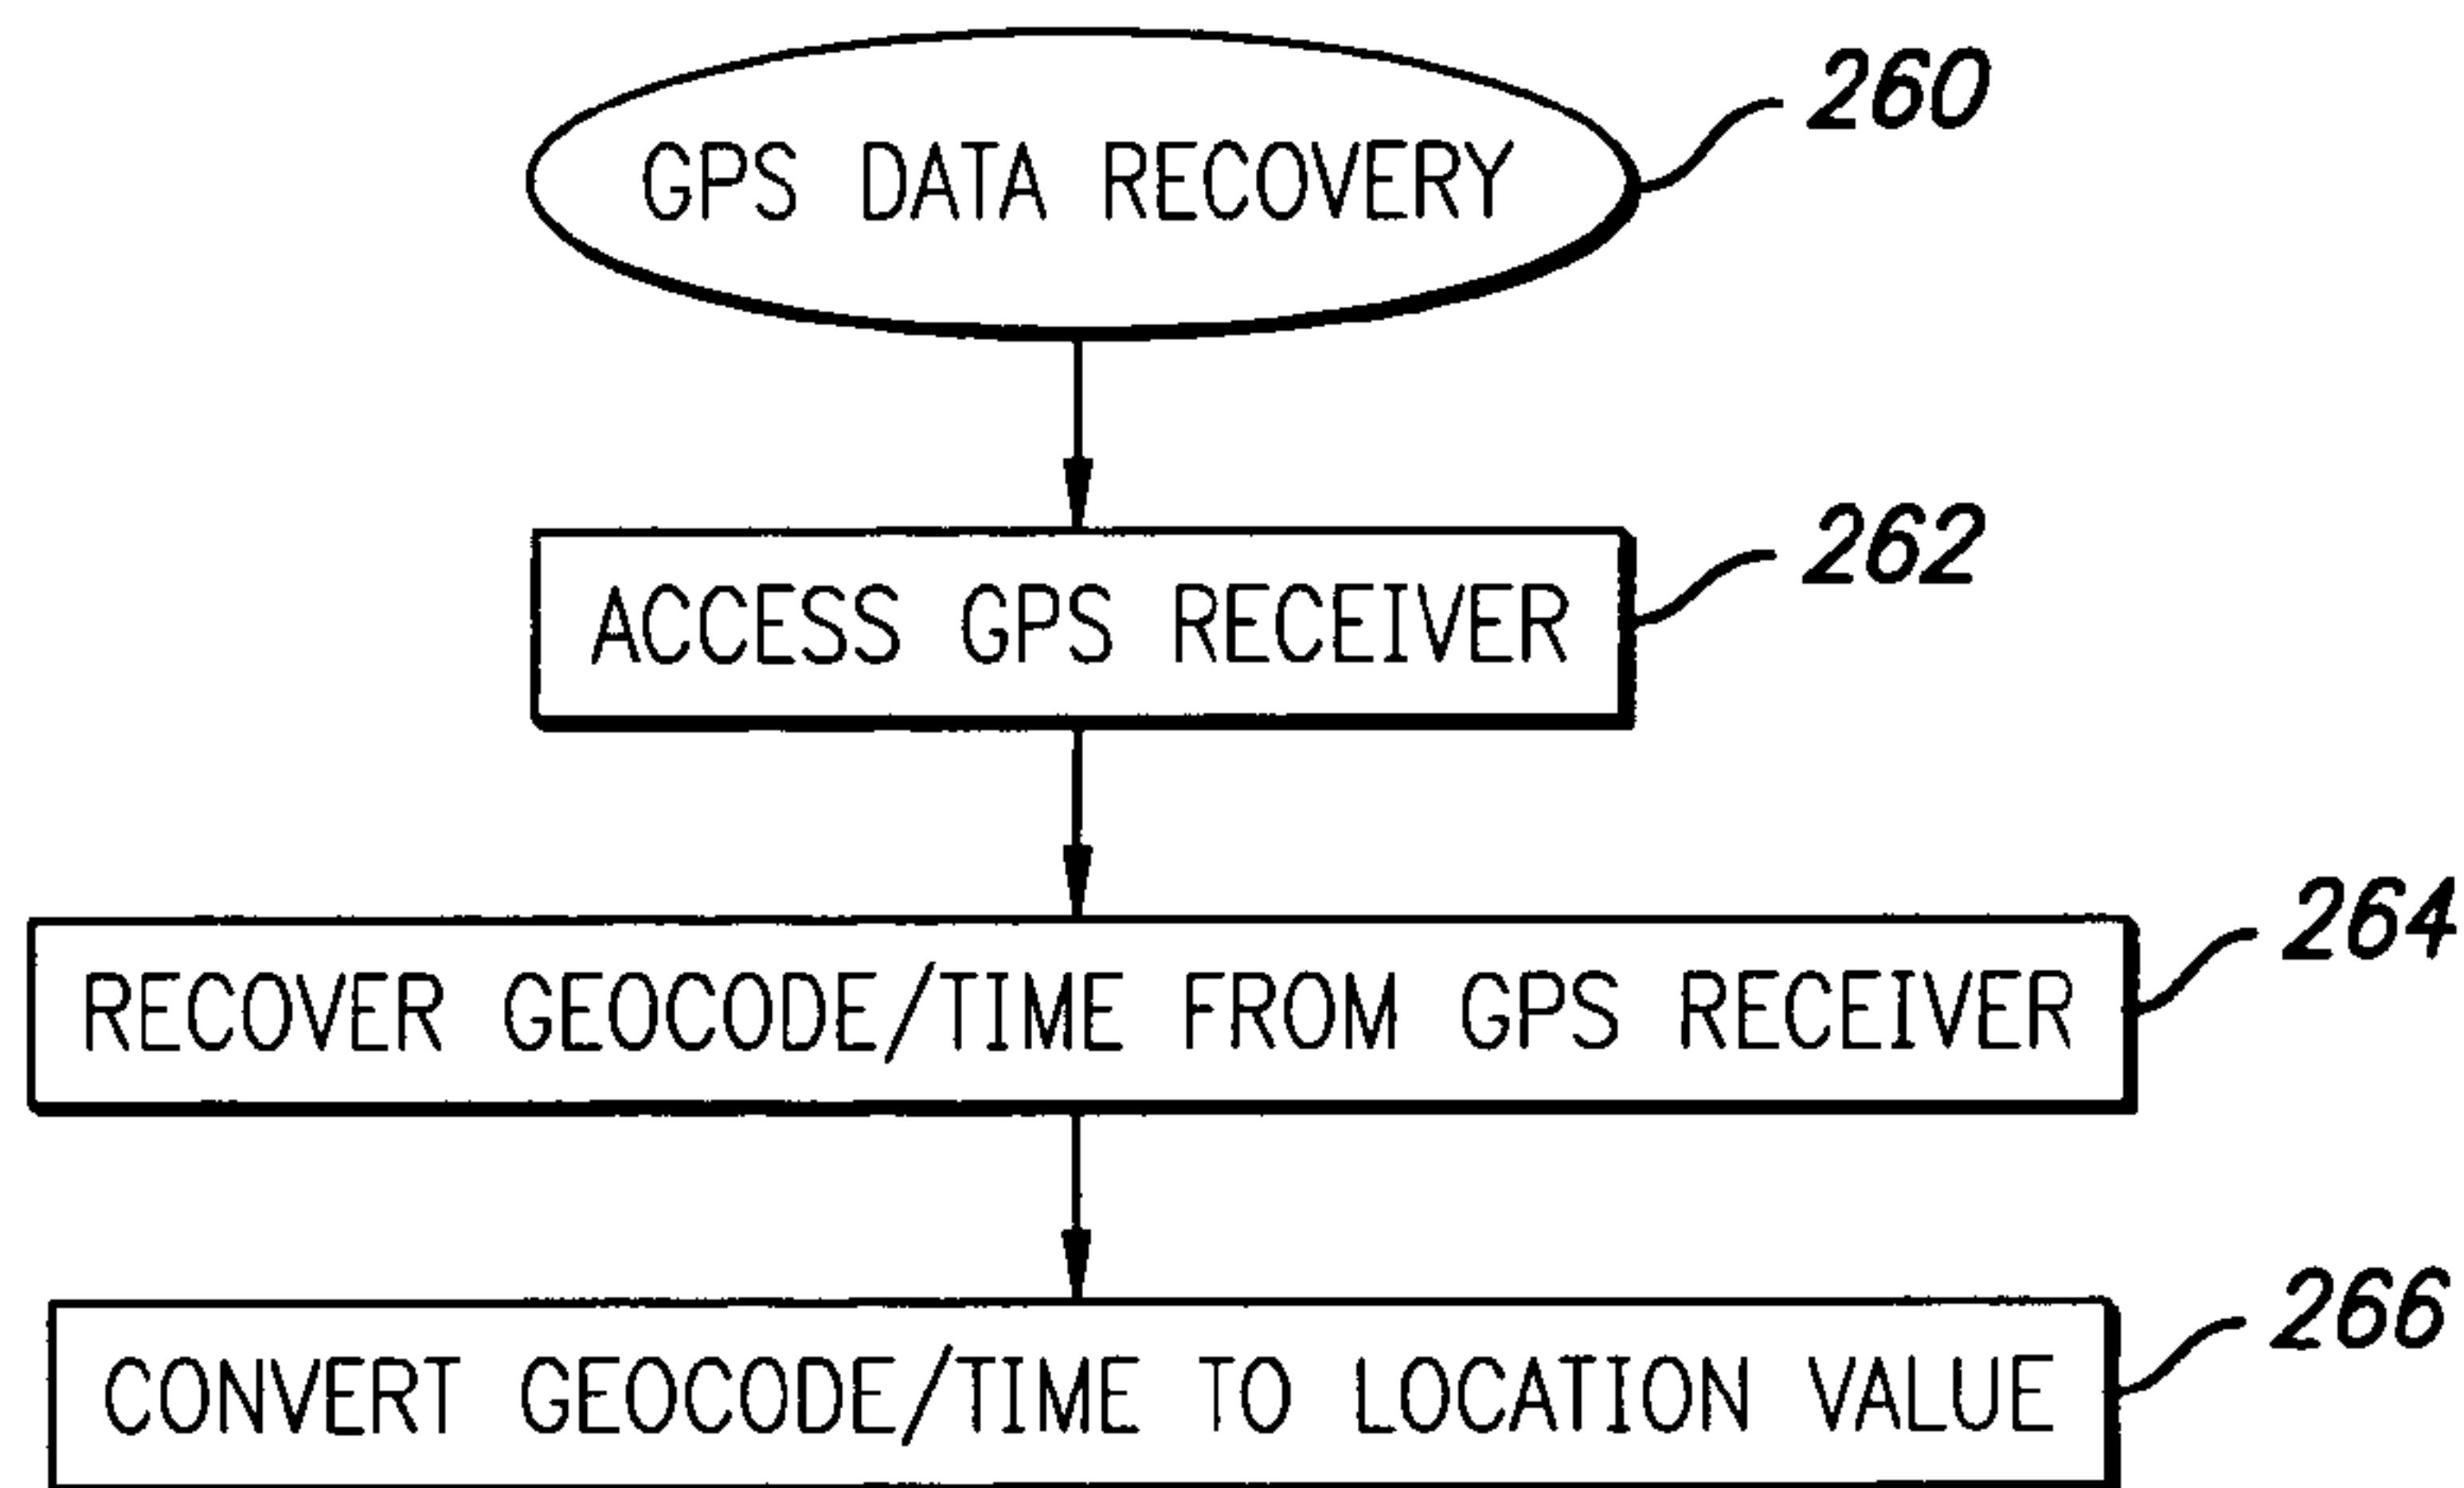 GPS DATA RECOVERY
260
ACCESS GPS RECEIVER
262
RECOVER GEOCODE/TIME FROM GPS RECEIVER
264
CONVERT GEOCODE/TIME TO LOCATION VALUE
266